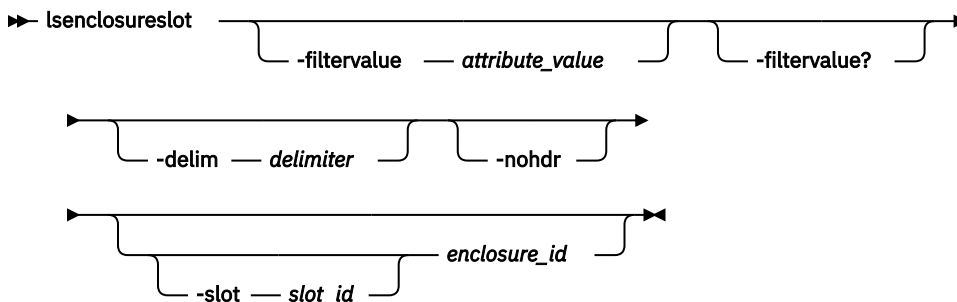 lsenclosureslot
-filtervalue attribute_value -filtervalue?
-delim delimiter -nohdr
enclosure_id
-slot slot_id